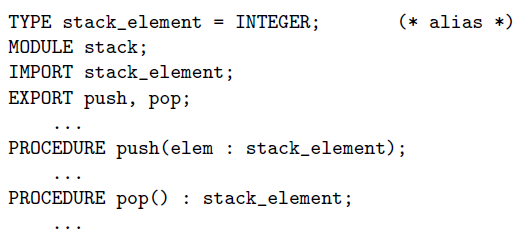 TYPE stack_element = INTEGER;        (* alias *)
MODULE stack;
IMPORT stack_element;
EXPORT push, pop;
    ...
PROCEDURE push(elem : stack_element);
    ...
PROCEDURE pop() : stack_element;
    ...